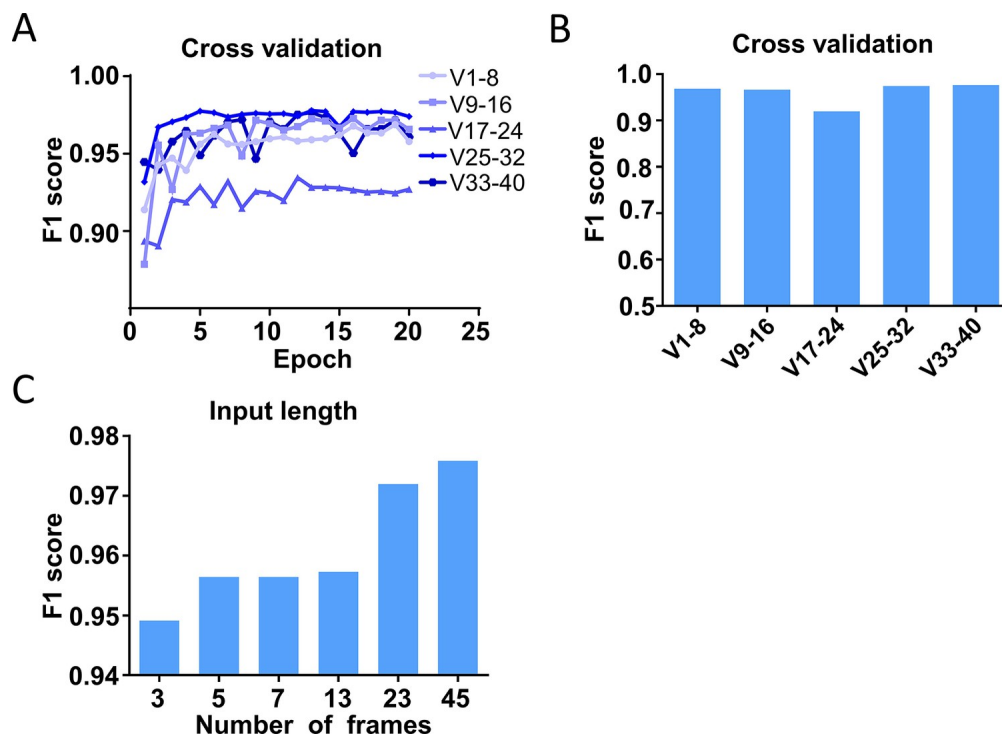 A
Cross validation
1.00
0.95
0.90
F1 score
0 5 10 15 20 25
Epoch
V1-8
V9-16
V17-24
V25-32
V33-40
B
Cross validation
1.0
0.9
0.8
0.7
0.6
0.5
F1 score
V1-8
V9-16
V17-24
V25-32
V33-40
C
Input length
0.98
0.97
0.96
0.95
0.94
F1 score
3 5 7 13 23 45
Number of frames